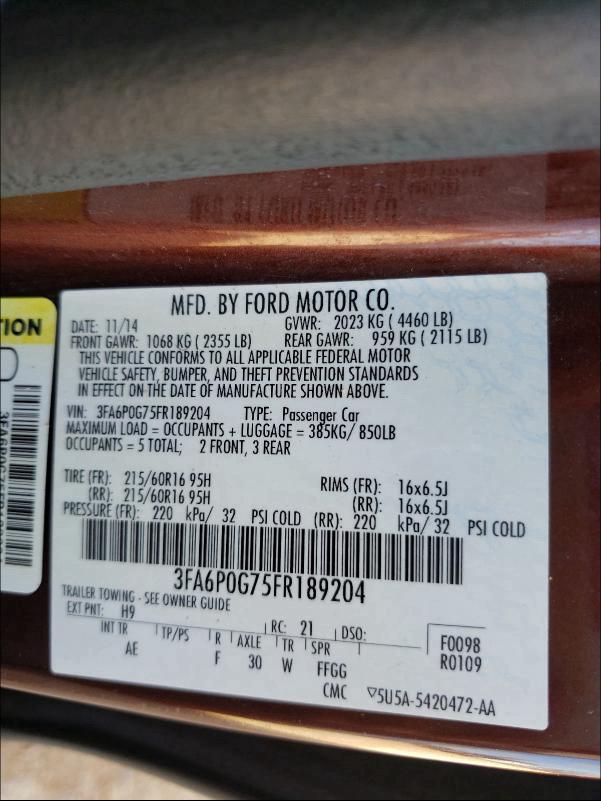 TION
MFD. BY FORD MOTOR CO.
DATE: 11/14 GVWR: 2023 KG ( 4460 LB)
FRONT GAWR: 1068 KG ( 2355 LB) REAR GAWR: 959 KG ( 2115 LB)
THIS VEHICLE CONFORMS TO ALL APPLICABLE FEDERAL MOTOR
VEHICLE SAFETY, BUMPER, AND THEFT PREVENTION STANDARDS
IN EFFECT ON THE DATE OF MANUFACTURE SHOWN ABOVE.
VIN: 3FA6P0G75FR189204 TYPE: Passenger Car
MAXIMUM LOAD = OCCUPANTS + LUGGAGE = 385KG/ 850LB
OCCUPANTS = 5 TOTAL; 2 FRONT, 3 REAR
TIRE (FR): 215/60R16 95H RIMS (FR): 16x6.5J
(RR): 215/60R16 95H (RR): 16x6.5J
PRESSURE (FR): 220 kPa/ 32 PSI COLD (RR): 220 kPa/ 32 PSI COLD
3FA6P0G75FR189204
TRAILER TOWING - SEE OWNER GUIDE
EXT PNT: H9 RC: 21 DSO: F0098
INT TR TP/PS R AXLE TR SPR R0109
AE F 30 W FFGG
CMC ▽5U5A-5420472-AA